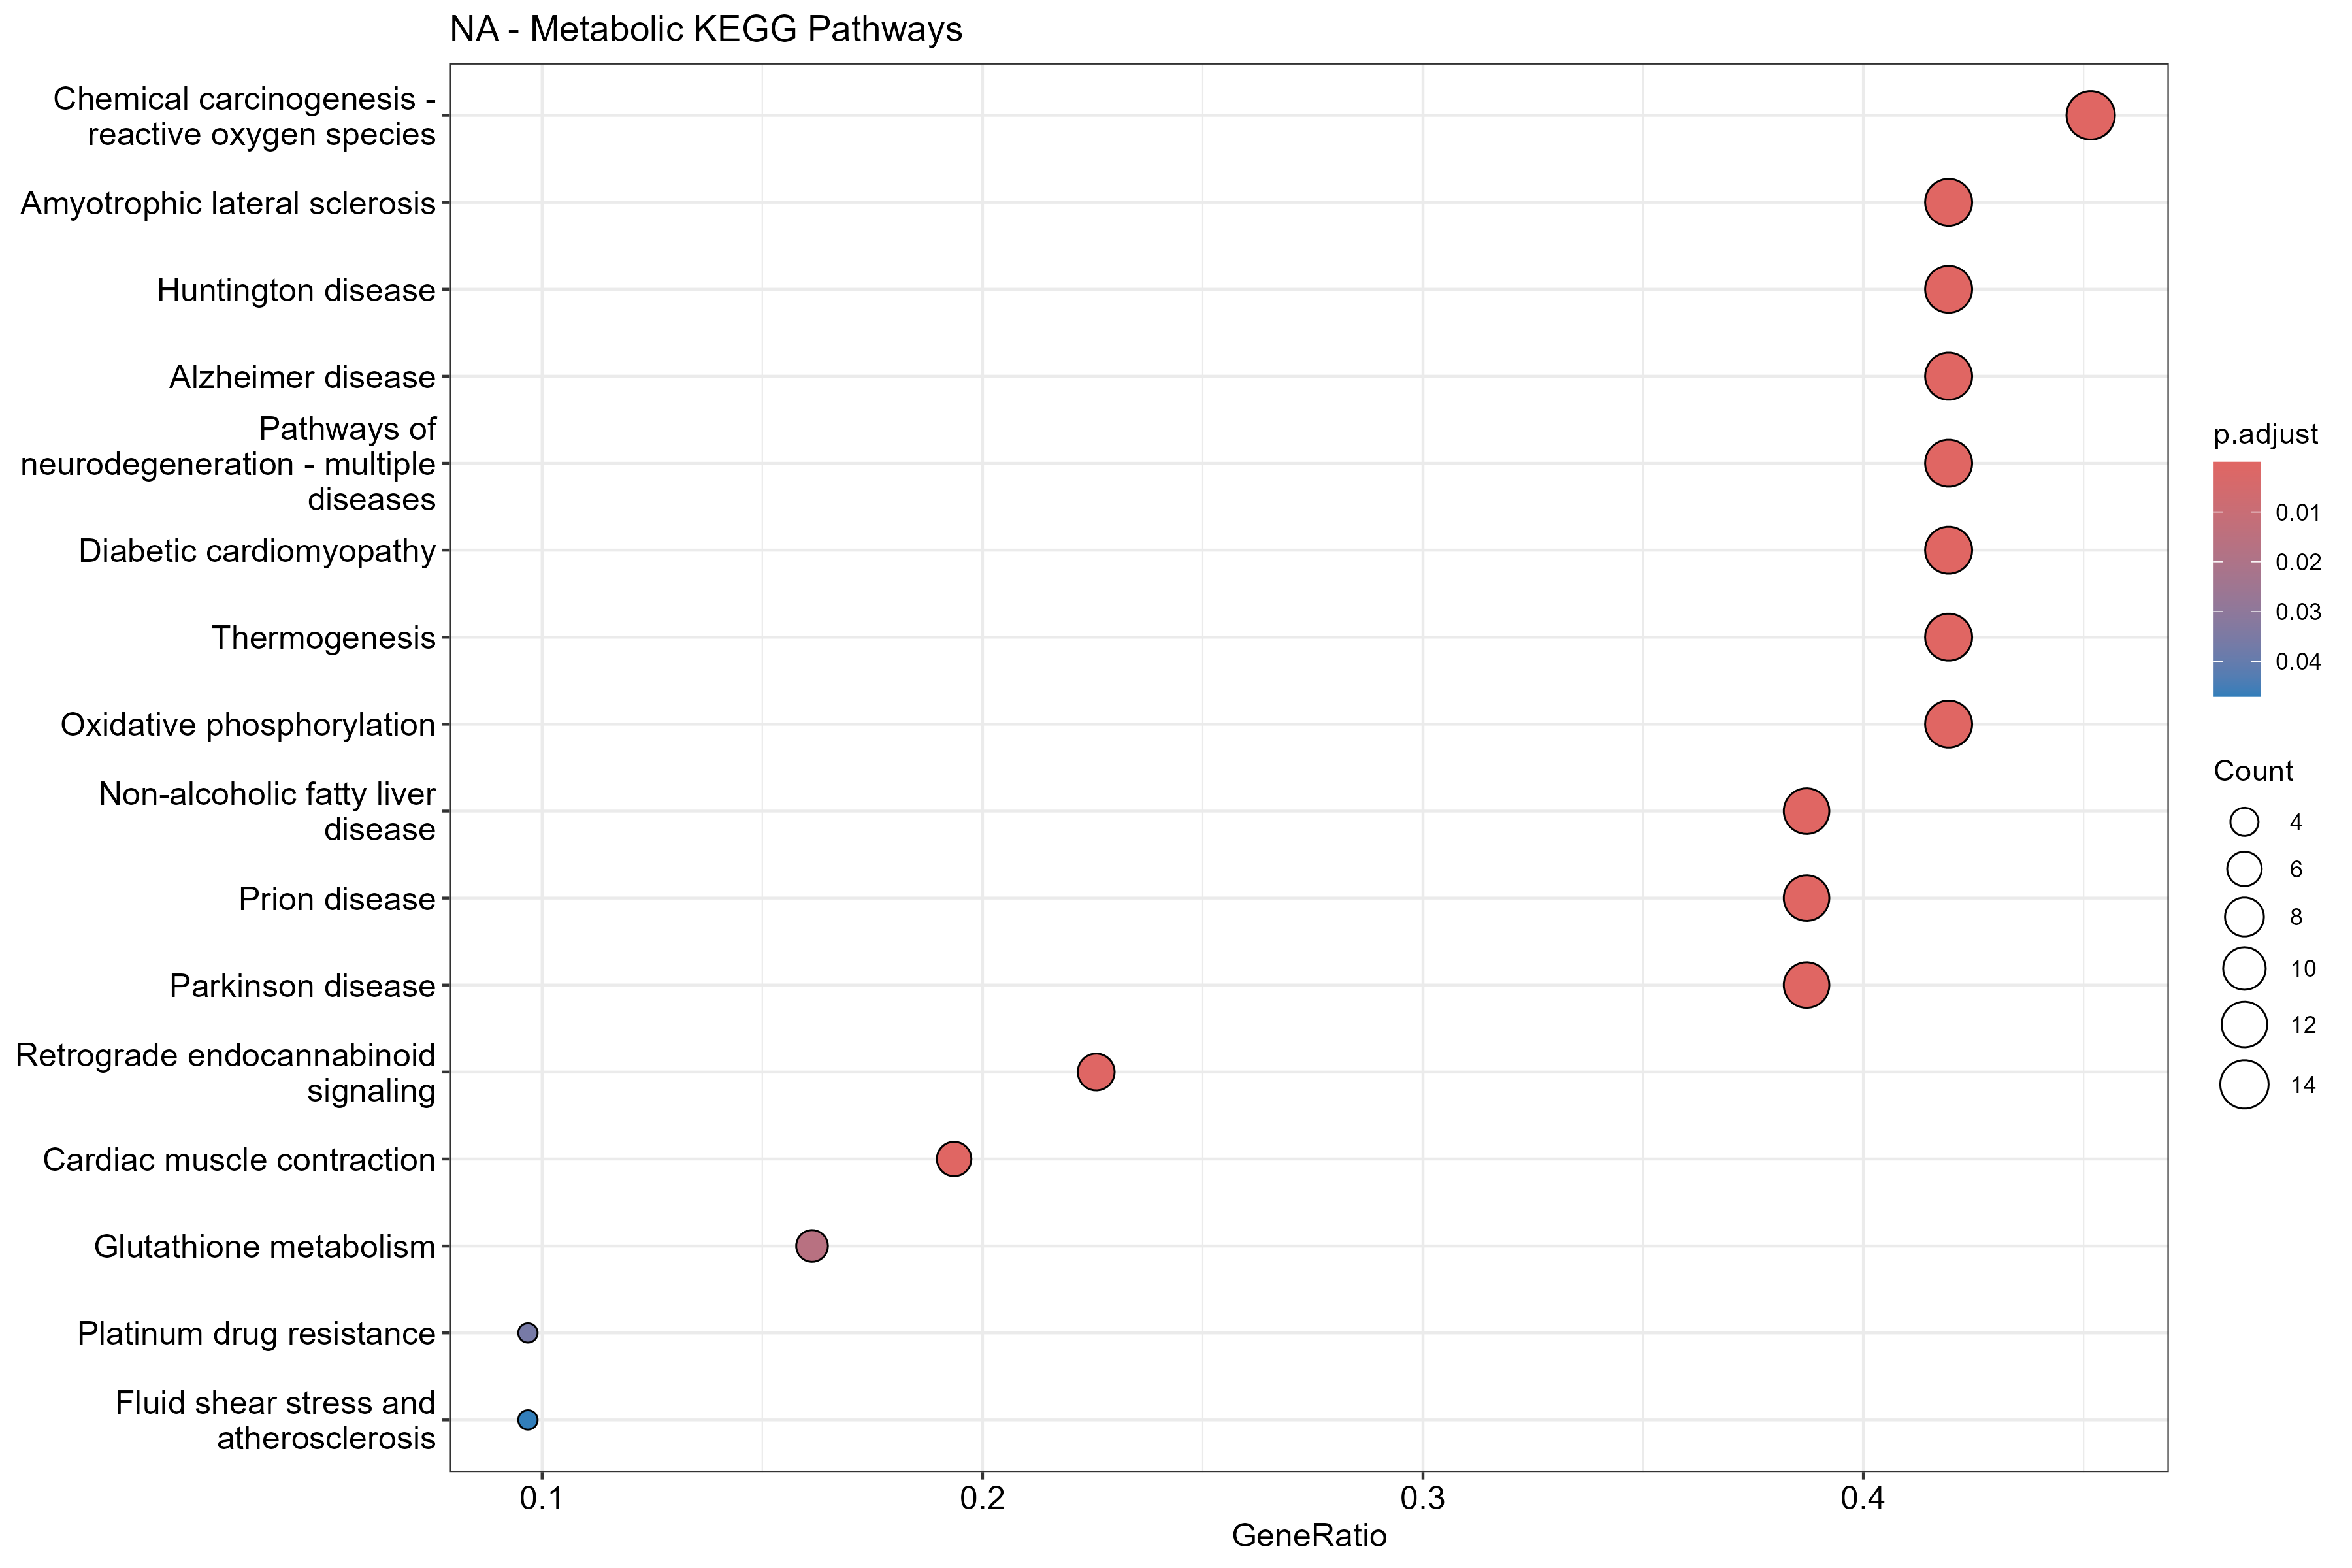 NA - Metabolic KEGG Pathways
Chemical carcinogenesis -
reactive oxygen species
Amyotrophic lateral sclerosis
Huntington disease
Alzheimer disease
Pathways of
neurodegeneration - multiple
diseases
Diabetic cardiomyopathy
Thermogenesis
Oxidative phosphorylation
Non-alcoholic fatty liver
disease
Prion disease
Parkinson disease
Retrograde endocannabinoid
signaling
Cardiac muscle contraction
Glutathione metabolism
Platinum drug resistance
Fluid shear stress and
atherosclerosis
0.1 0.2 0.3 0.4
GeneRatio
p.adjust
0.01
0.02
0.03
0.04
Count
4
6
8
10
12
14